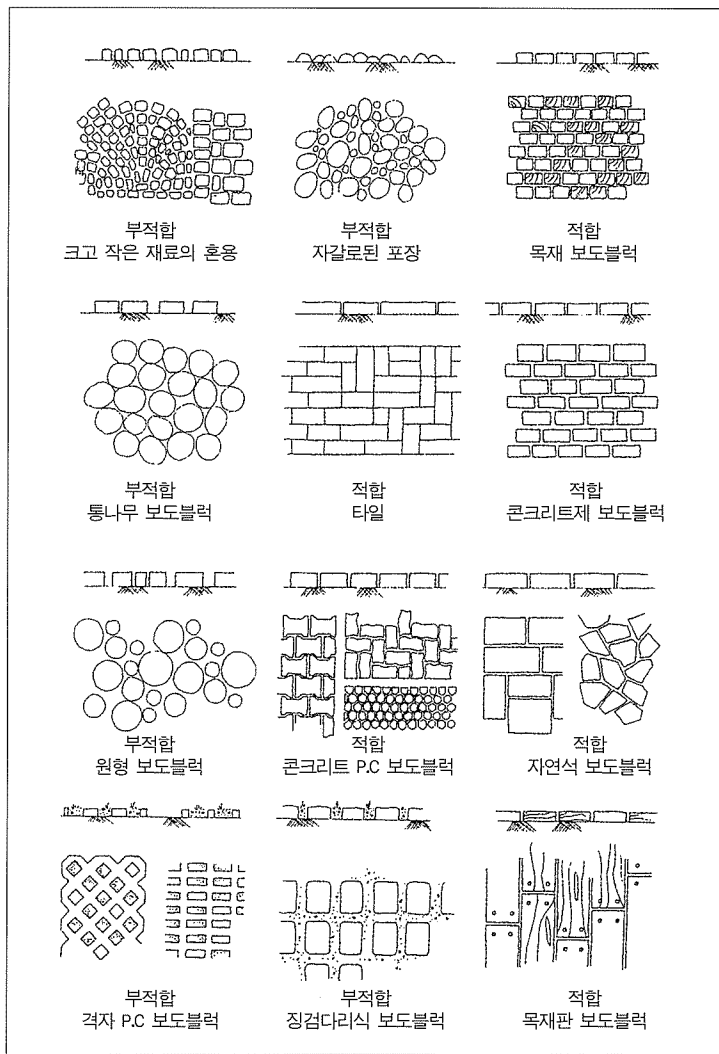 부적합
크고 작은 재료의 혼용
부적합
자갈로된 포장
적합
목재 보도블럭
부적합
통나무 보도블럭
적합
타일
적합
콘크리트제 보도블럭
부적합
원형 보도블럭
적합
콘크리트 P.C 보도블럭
적합
자연석 보도블럭
부적합
격자 P.C 보도블럭
부적합
징검다리식 보도블럭
적합
목재판 보도블럭